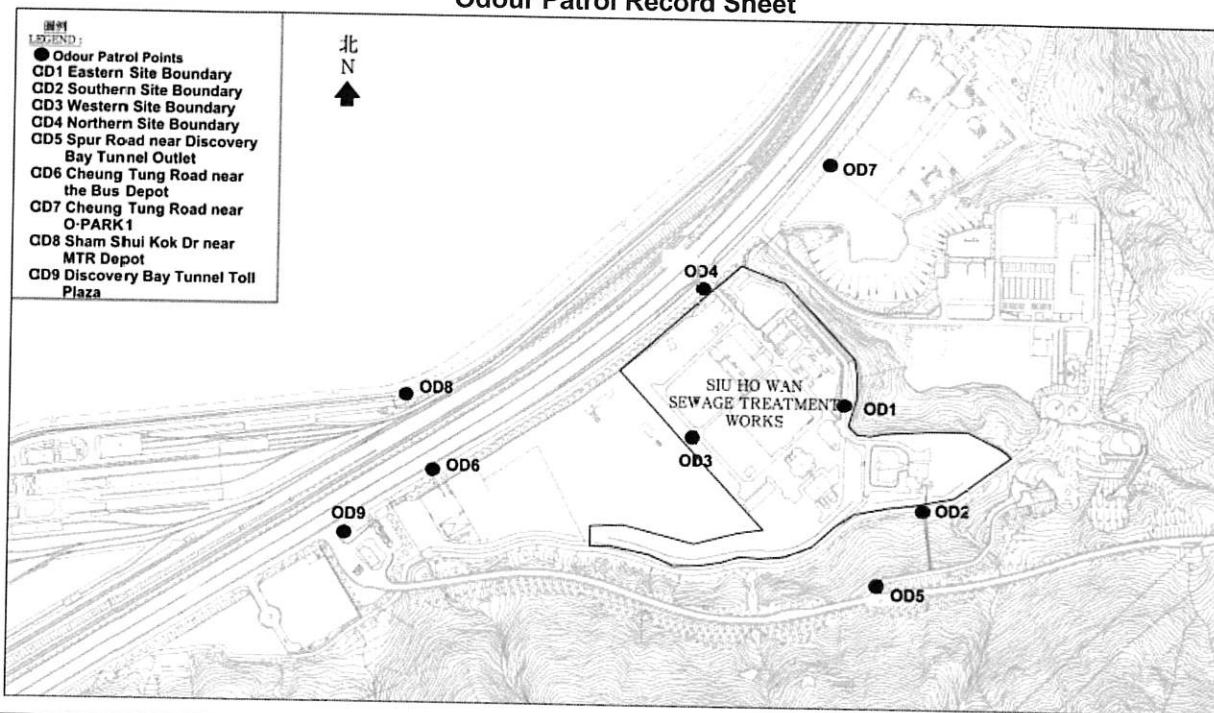 Odour Patrol Record Sheet
圖例
LEGEND :
Odour Patrol Points
OD1 Eastern Site Boundary
OD2 Southern Site Boundary
OD3 Western Site Boundary
OD4 Northern Site Boundary
OD5 Spur Road near Discovery
Bay Tunnel Outlet
OD6 Cheung Tung Road near
the Bus Depot
OD7 Cheung Tung Road near
O-PARK1
OD8 Sham Shui Kok Dr near
MTR Depot
OD9 Discovery Bay Tunnel Toll
Plaza
北
N
OD7
OD4
OD8
SIU HO WAN
SEWAGE TREATMENT
WORKS
OD1
OD3
OD6
OD2
OD9
OD5